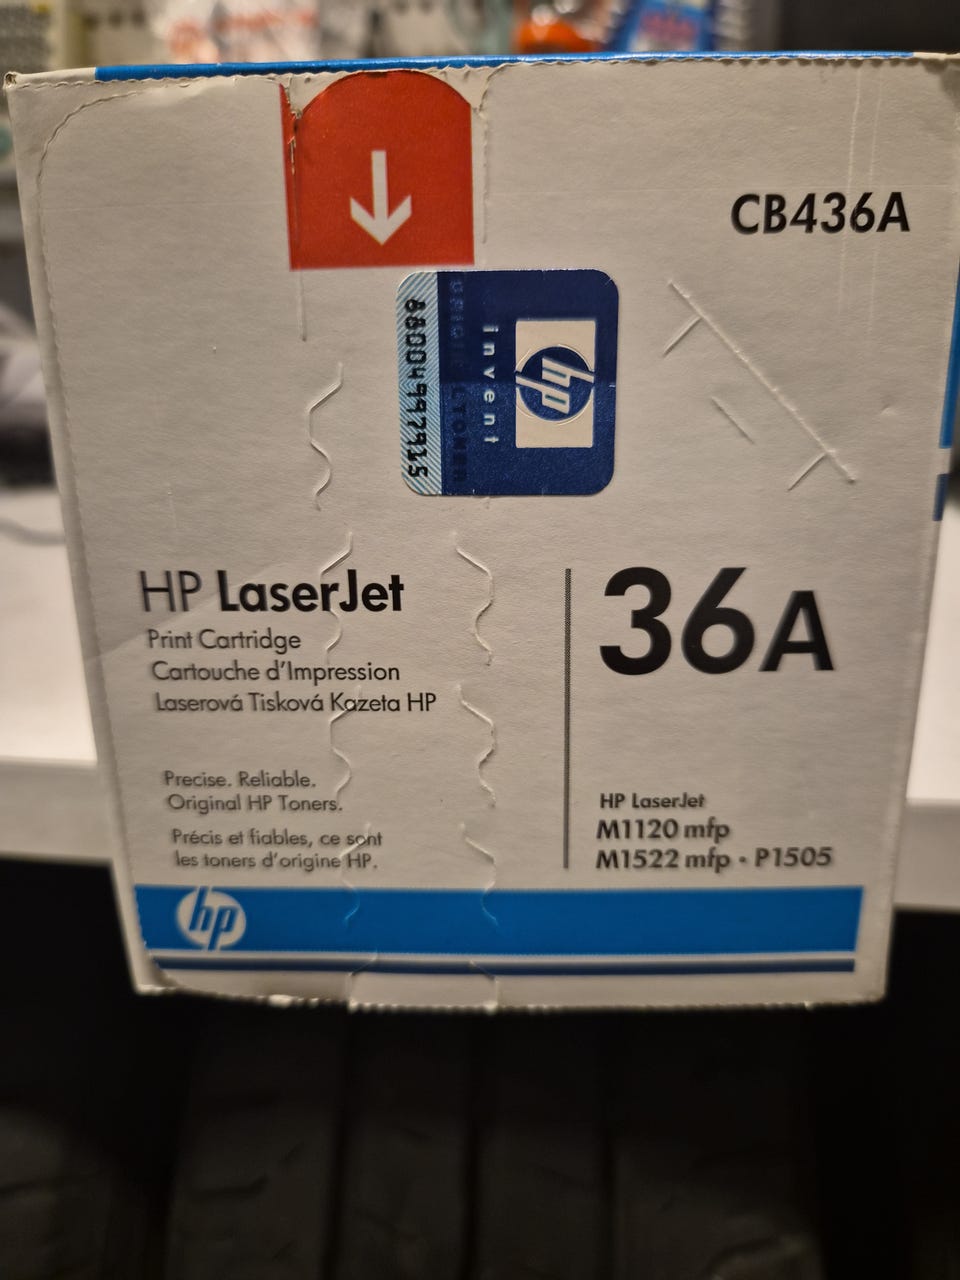 CB436A
8800499791S
ORIGINAL TONER
invent
hp
HP LaserJet
Print Cartridge
Cartouche d'Impression
Laserová Tisková Kazeta HP
Precise. Reliable.
Original HP Toners.
Précis et fiables, ce sont
les toners d'origine HP.
36A
HP LaserJet
M1120 mfp
M1522 mfp • P1505
hp